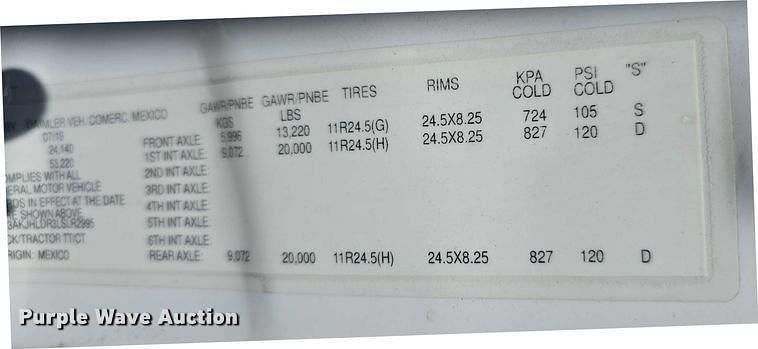 GAWR/PNBE GAWR/PNBE TIRES RIMS KPA PSI "S"
KGS LBS COLD COLD
DAIMLER VEH. COMERC. MEXICO
07/19 FRONT AXLE: 5,996 13,220 11R24.5(G) 24.5X8.25 724 105 S
24,140 1ST INT AXLE: 9,072 20,000 11R24.5(H) 24.5X8.25 827 120 D
53,220 2ND INT AXLE:
OMPLIES WITH ALL 3RD INT AXLE:
ERAL MOTOR VEHICLE 4TH INT AXLE:
RDS IN EFFECT AT THE DATE 5TH INT AXLE:
SHOWN ABOVE
3AKJHLDR3LSLR2995
CK/TRACTOR TT/CT 6TH INT AXLE:
RIGIN: MEXICO REAR AXLE: 9,072 20,000 11R24.5(H) 24.5X8.25 827 120 D
Purple Wave Auction